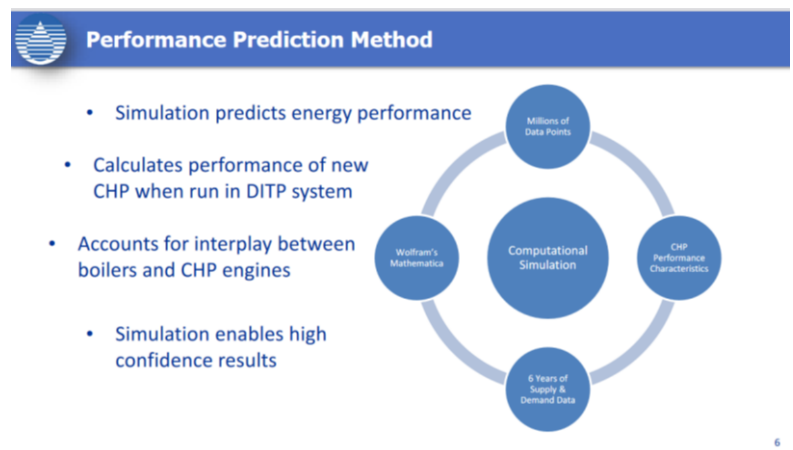 Performance Prediction Method
• Simulation predicts energy performance
• Calculates performance of new
CHP when run in DITP system
• Accounts for interplay between
boilers and CHP engines
• Simulation enables high
confidence results
Millions of
Data Points
Wolfram's
Mathematica
Computational
Simulation
CHP
Performance
Characteristics
6 Years of
Supply &
Demand Data
6